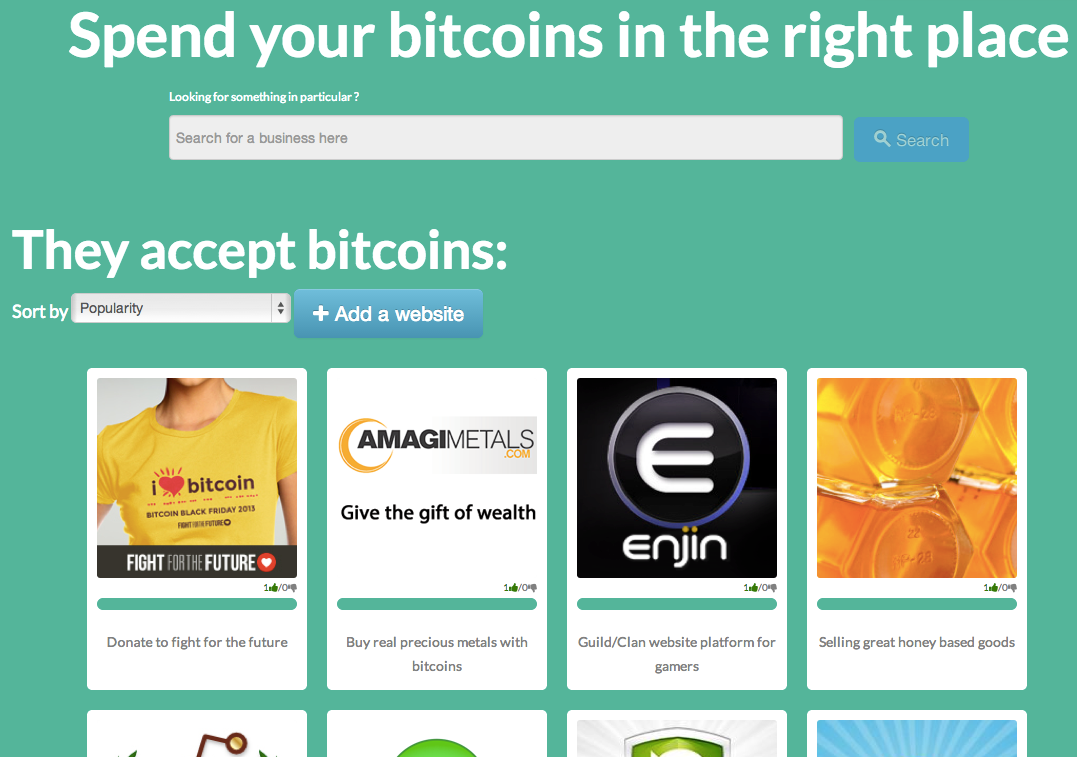 Spend your bitcoins in the right place
Looking for something in particular ?
Search for a business here
Search
They accept bitcoins:
Sort by
Popularity
+ Add a website
i bitcoin
BITCOIN BLACK FRIDAY 2013
FIGHT FOR THE FUTURE
FIGHT FOR THE FUTURE
1/0
Donate to fight for the future
AMAGIMETALS
.COM
Give the gift of wealth
1/0
Buy real precious metals with
bitcoins
enjin
1/0
Guild/Clan website platform for
gamers
1/0
Selling great honey based goods